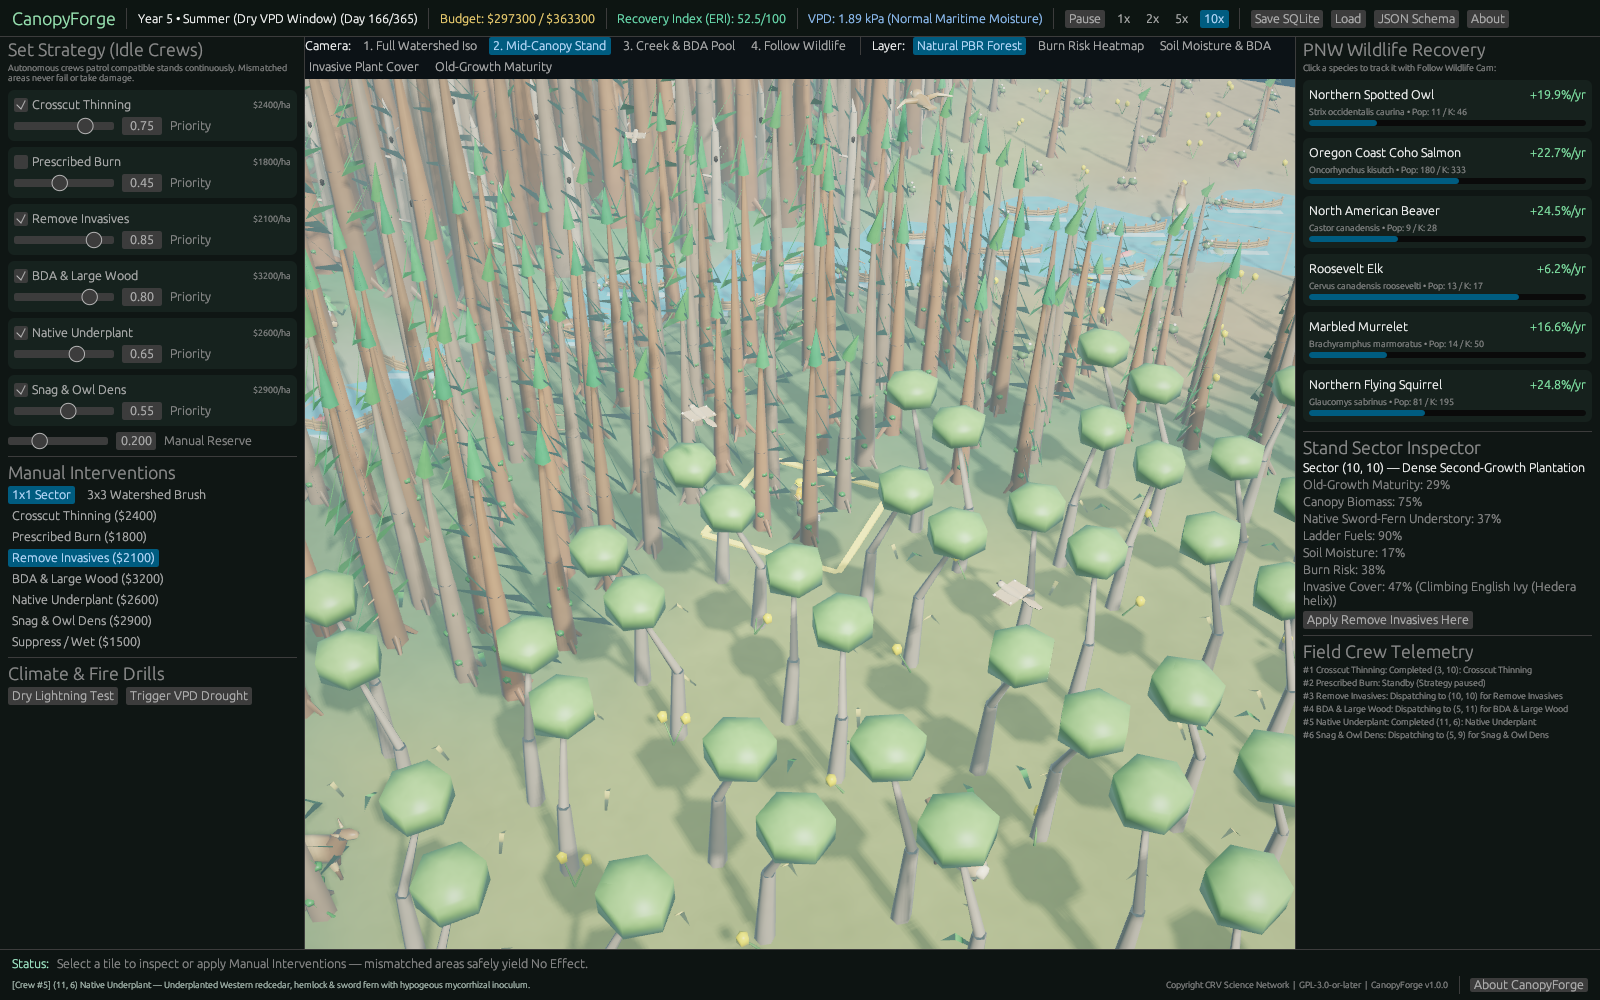 CanopyForge
Year 5 • Summer (Dry VPD Window) (Day 166/365)
Budget: $297300 / $363300
Recovery Index (ERI): 52.5/100
VPD: 1.89 kPa (Normal Maritime Moisture)
Pause 1x 2x 5x 10x
Save SQLite Load JSON Schema About
Set Strategy (Idle Crews)
Autonomous crews patrol compatible stands continuously. Mismatched
areas never fail or take damage.
Crosscut Thinning $2400/ha
0.75 Priority
Prescribed Burn $1800/ha
0.45 Priority
Remove Invasives $2100/ha
0.85 Priority
BDA & Large Wood $3200/ha
0.80 Priority
Native Underplant $2600/ha
0.65 Priority
Snag & Owl Dens $2900/ha
0.55 Priority
0.200 Manual Reserve
Manual Interventions
1x1 Sector 3x3 Watershed Brush
Crosscut Thinning ($2400)
Prescribed Burn ($1800)
Remove Invasives ($2100)
BDA & Large Wood ($3200)
Native Underplant ($2600)
Snag & Owl Dens ($2900)
Suppress / Wet ($1500)
Climate & Fire Drills
Dry Lightning Test Trigger VPD Drought
Camera: 1. Full Watershed Iso 2. Mid-Canopy Stand 3. Creek & BDA Pool 4. Follow Wildlife Layer: Natural PBR Forest Burn Risk Heatmap Soil Moisture & BDA
Invasive Plant Cover Old-Growth Maturity
PNW Wildlife Recovery
Click a species to track it with Follow Wildlife Cam:
Northern Spotted Owl +19.9%/yr
Strix occidentalis caurina • Pop: 11 / K: 46
Oregon Coast Coho Salmon +22.7%/yr
Oncorhynchus kisutch • Pop: 180 / K: 333
North American Beaver +24.5%/yr
Castor canadensis • Pop: 9 / K: 28
Roosevelt Elk +6.2%/yr
Cervus canadensis roosevelti • Pop: 13 / K: 17
Marbled Murrelet +16.6%/yr
Brachyramphus marmoratus • Pop: 14 / K: 50
Northern Flying Squirrel +24.8%/yr
Glaucomys sabrinus • Pop: 81 / K: 195
Stand Sector Inspector
Sector (10, 10) — Dense Second-Growth Plantation
Old-Growth Maturity: 29%
Canopy Biomass: 75%
Native Sword-Fern Understory: 37%
Ladder Fuels: 90%
Soil Moisture: 17%
Burn Risk: 38%
Invasive Cover: 47% (Climbing English Ivy (Hedera
helix))
Apply Remove Invasives Here
Field Crew Telemetry
#1 Crosscut Thinning: Completed (3, 10): Crosscut Thinning
#2 Prescribed Burn: Standby (Strategy paused)
#3 Remove Invasives: Dispatching to (10, 10) for Remove Invasives
#4 BDA & Large Wood: Dispatching to (5, 11) for BDA & Large Wood
#5 Native Underplant: Completed (11, 6): Native Underplant
#6 Snag & Owl Dens: Dispatching to (5, 9) for Snag & Owl Dens
Status: Select a tile to inspect or apply Manual Interventions — mismatched areas safely yield No Effect.
[Crew #5] (11, 6) Native Underplant — Underplanted Western redcedar, hemlock & sword fern with hypogeous mycorrhizal inoculum.
Copyright CRV Science Network | GPL-3.0-or-later | CanopyForge v1.0.0
About CanopyForge